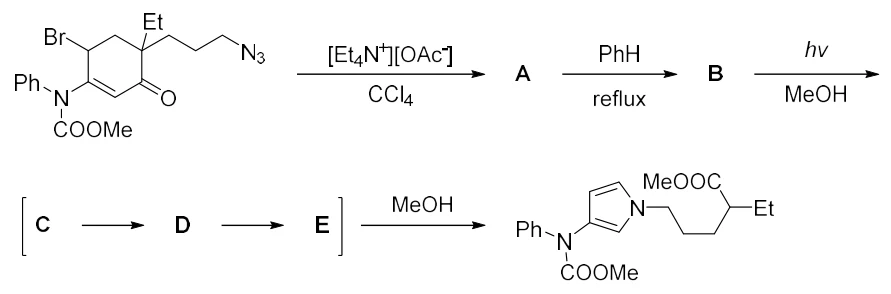 Et
Br
N3
Ph
N
O
COOMe
[Et4N+][OAc-]
CCl4
A
PhH
reflux
B
hv
MeOH
[ C
D
E ]
MeOH
MeOOC
Et
N
Ph
N
COOMe